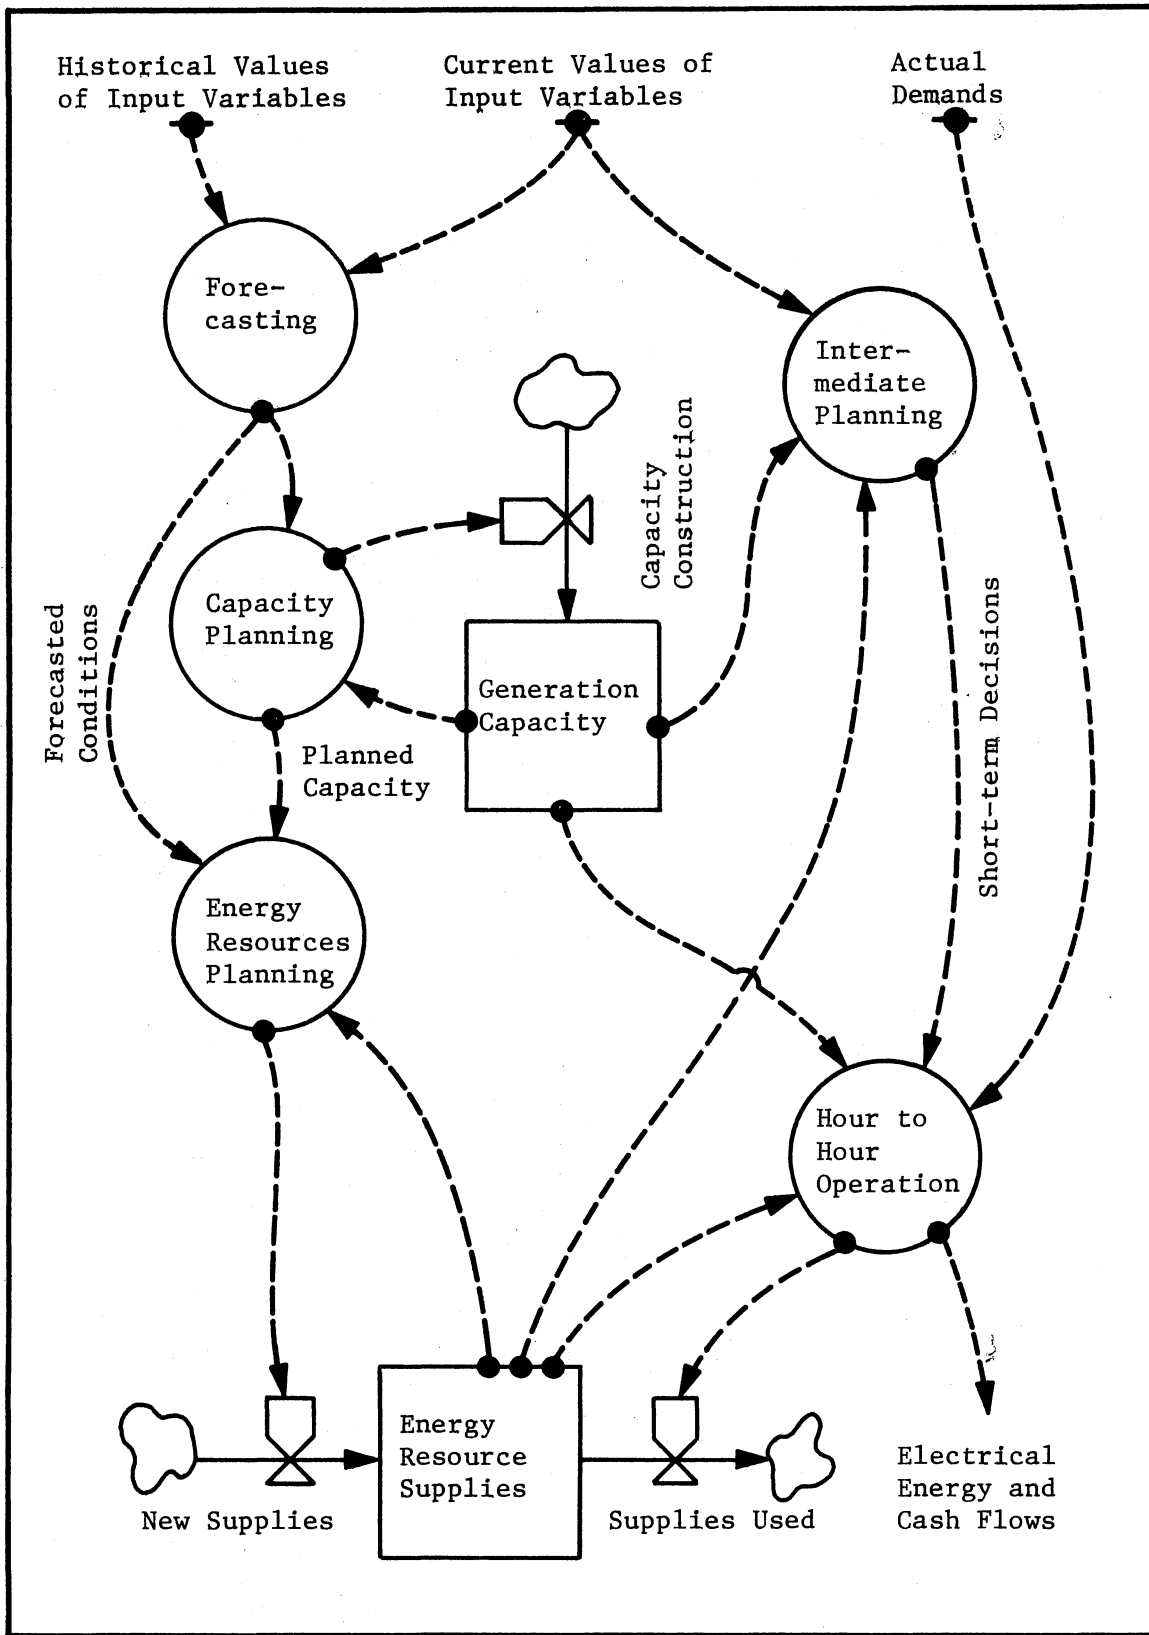 Historical Values
of Input Variables
Current Values of
Input Variables
Actual
Demands
Fore-
casting
Inter-
mediate
Planning
Capacity
Construction
Capacity
Planning
Forecasted
Conditions
Generation
Capacity
Planned
Capacity
Short-term Decisions
Energy
Resources
Planning
Hour to
Hour
Operation
Energy
Resource
Supplies
New Supplies
Supplies Used
Electrical
Energy and
Cash Flows